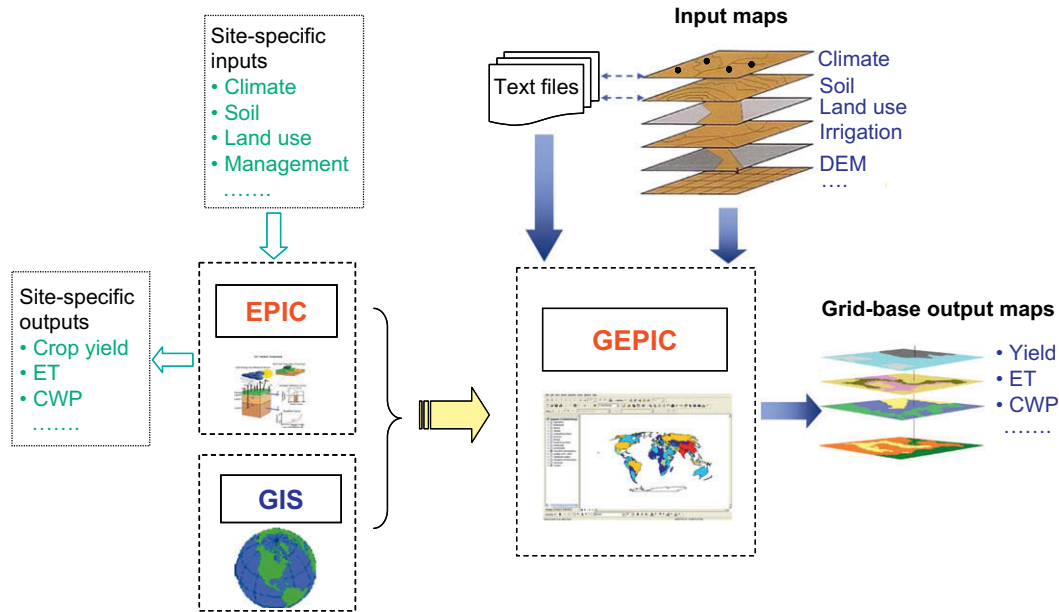 Site-specific
inputs
• Climate
• Soil
• Land use
• Management
.......
Input maps
Text files
Climate
Soil
Land use
Irrigation
DEM
....
Site-specific
outputs
• Crop yield
• ET
• CWP
.......
EPIC
GIS
GEPIC
Grid-base output maps
• Yield
• ET
• CWP
.......